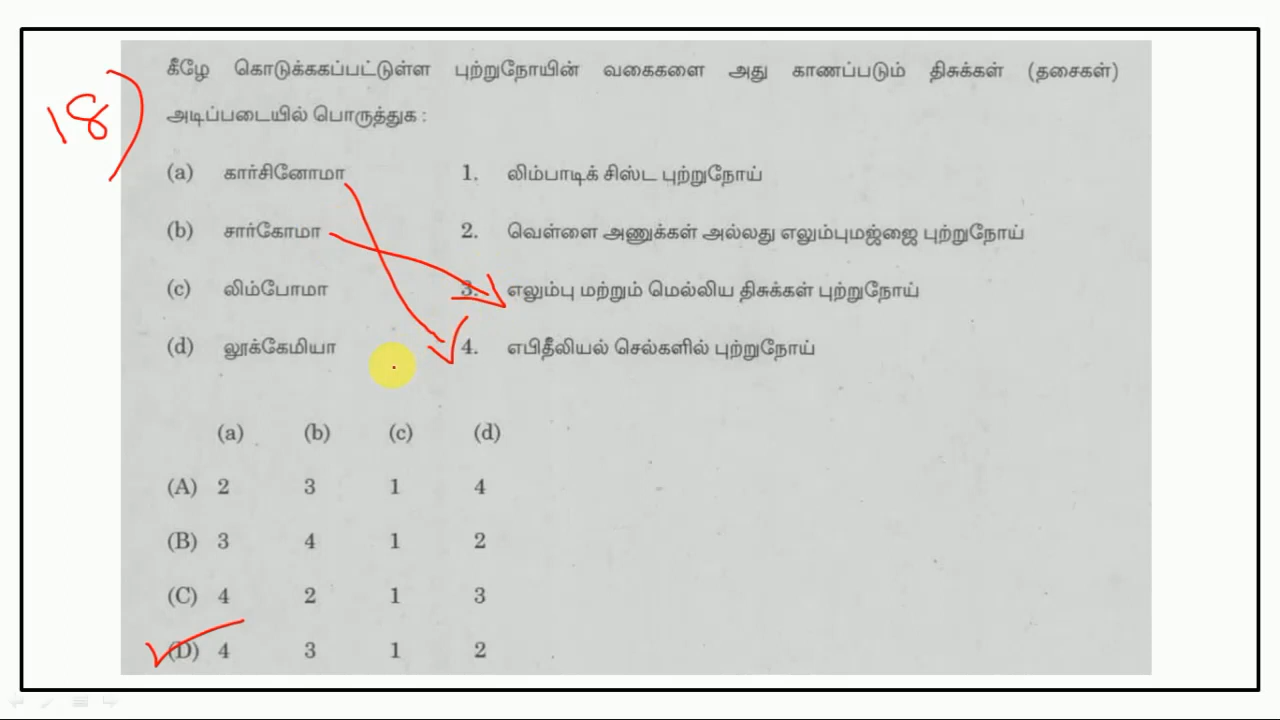 18)
கீழே கொடுக்ககப்பட்டுள்ள புற்றுநோயின் வகைகளை அது காணப்படும் திசுக்கள் (தசைகள்)
அடிப்படையில் பொருத்துக :
(a) கார்சினோமா 1. லிம்பாடிக் சிஸ்ட புற்றுநோய்
(b) சார்கோமா 2. வெள்ளை அணுக்கள் அல்லது எலும்புமஜ்ஜை புற்றுநோய்
(c) லிம்போமா 3. எலும்பு மற்றும் மெல்லிய திசுக்கள் புற்றுநோய்
(d) லூக்கேமியா 4. எபிதீலியல் செல்களில் புற்றுநோய்
(a) (b) (c) (d)
(A) 2 3 1 4
(B) 3 4 1 2
(C) 4 2 1 3
(D) 4 3 1 2